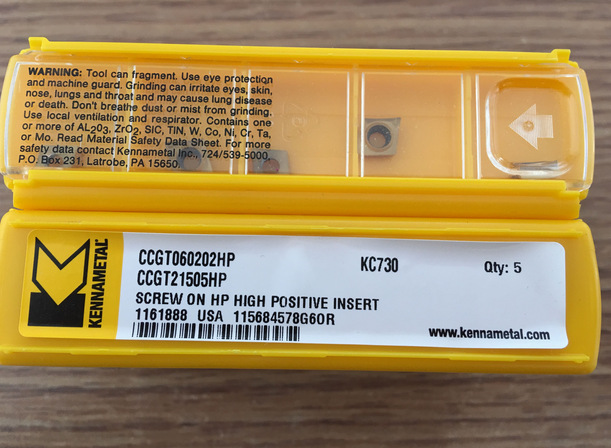 WARNING: Tool can fragment. Use eye protection
and machine guard. Grinding can irritate eyes, skin,
nose, lungs and throat and may cause lung disease
or death. Don't breathe dust or mist from grinding.
Use local ventilation and respirator. Contains one
or more of AL2O3, ZrO2, SIC, TIN, W, Co, Ni, Cr, Ta,
or Mo. Read Material Safety Data Sheet. For more
safety data contact Kennametal Inc., 724/539-5000,
P.O. Box 231, Latrobe, PA 15650.
KENNAMETAL
CCGT060202HP KC730 Qty: 5
CCGT21505HP
SCREW ON HP HIGH POSITIVE INSERT
1161888 USA 115684578G6OR
www.kennametal.com